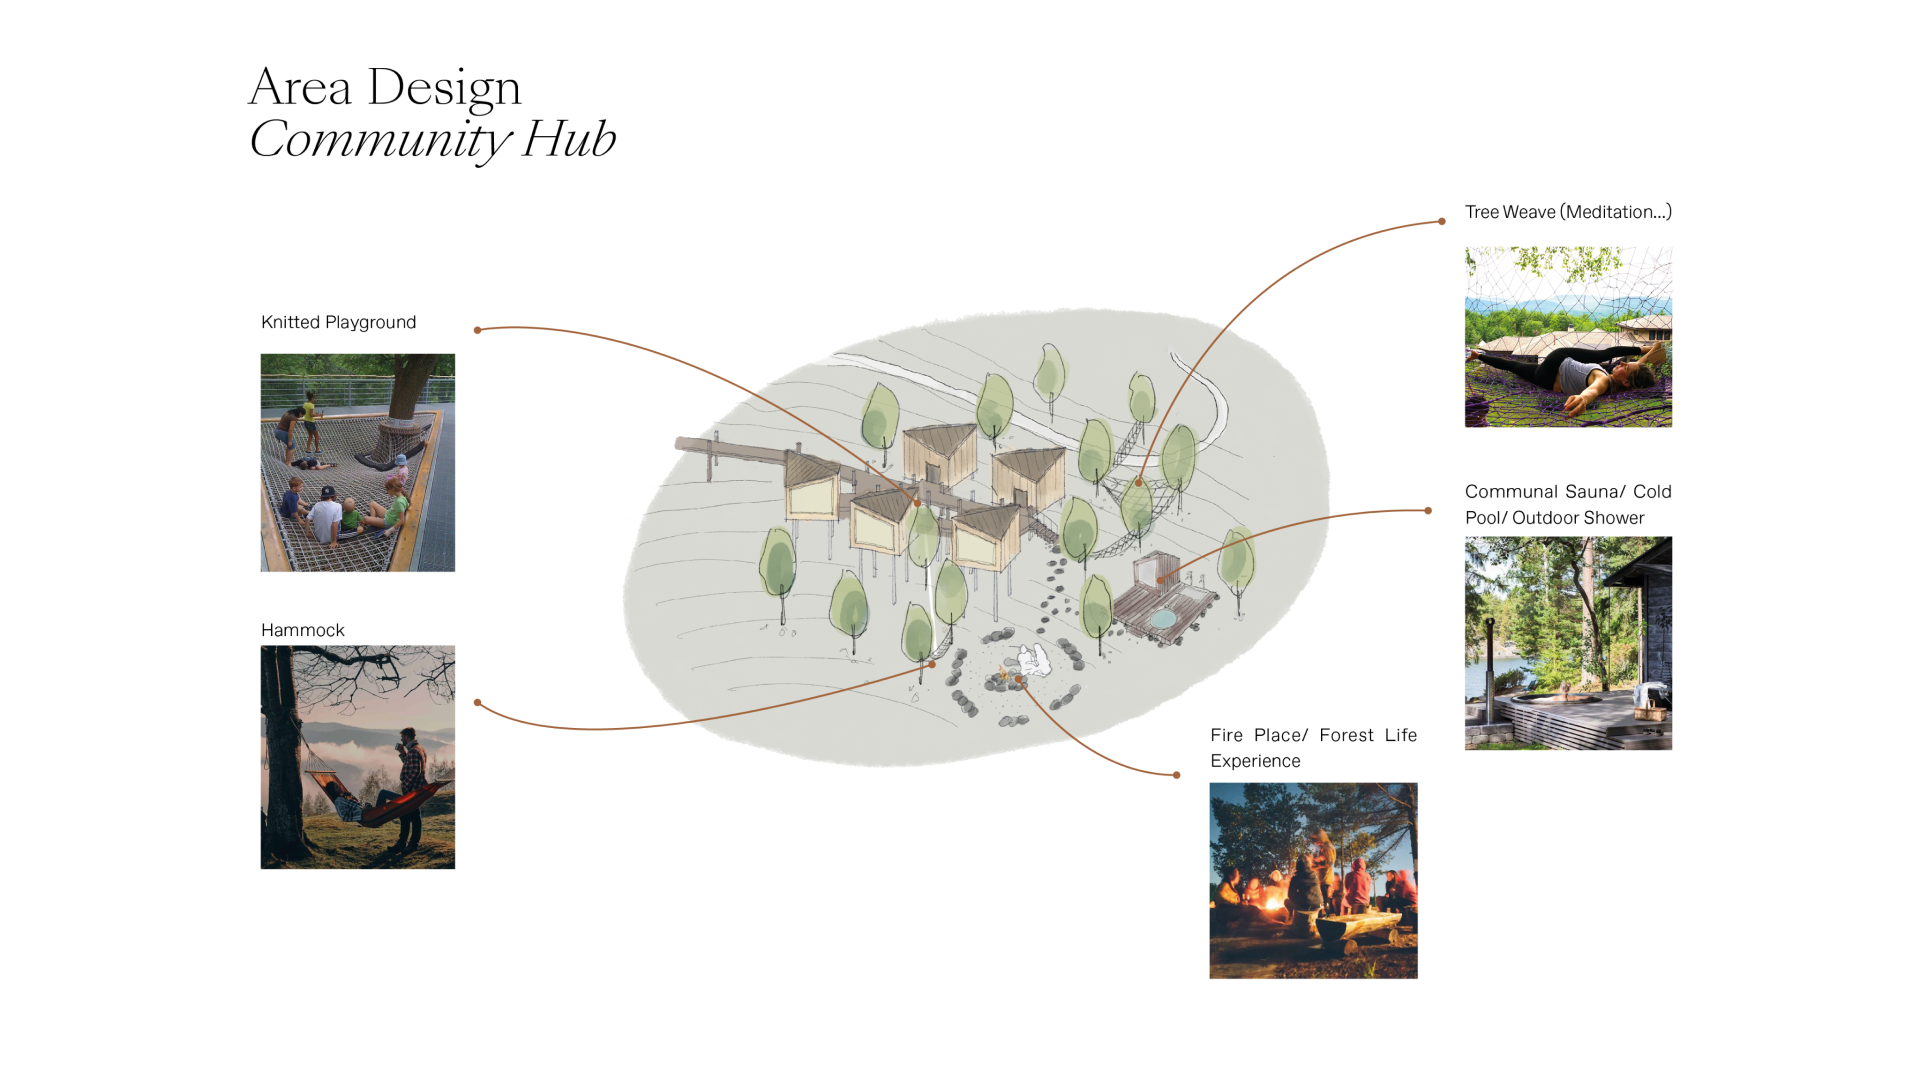 Area Design
Community Hub
Tree Weave (Meditation...)
Knitted Playground
Communal Sauna/ Cold
Pool/ Outdoor Shower
Hammock
Fire Place/ Forest Life
Experience